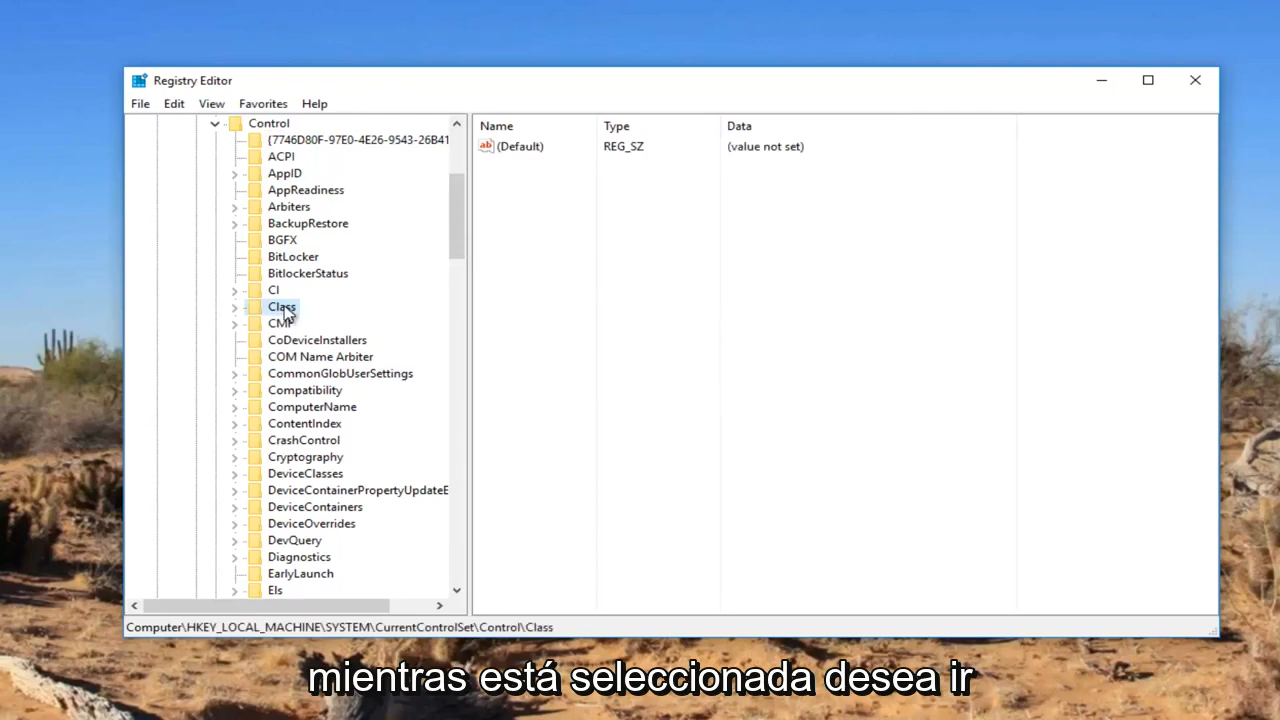 Registry Editor
File Edit View Favorites Help
Control
{7746D80F-97E0-4E26-9543-26B41
ACPI
AppID
AppReadiness
Arbiters
BackupRestore
BGFX
BitLocker
BitlockerStatus
CI
Class
CMF
CoDeviceInstallers
COM Name Arbiter
CommonGlobUserSettings
Compatibility
ComputerName
ContentIndex
CrashControl
Cryptography
DeviceClasses
DeviceContainerPropertyUpdateE
DeviceContainers
DeviceOverrides
DevQuery
Diagnostics
EarlyLaunch
Els
Name Type Data
ab (Default) REG_SZ (value not set)
Computer\HKEY_LOCAL_MACHINE\SYSTEM\CurrentControlSet\Control\Class
mientras está seleccionada desea ir